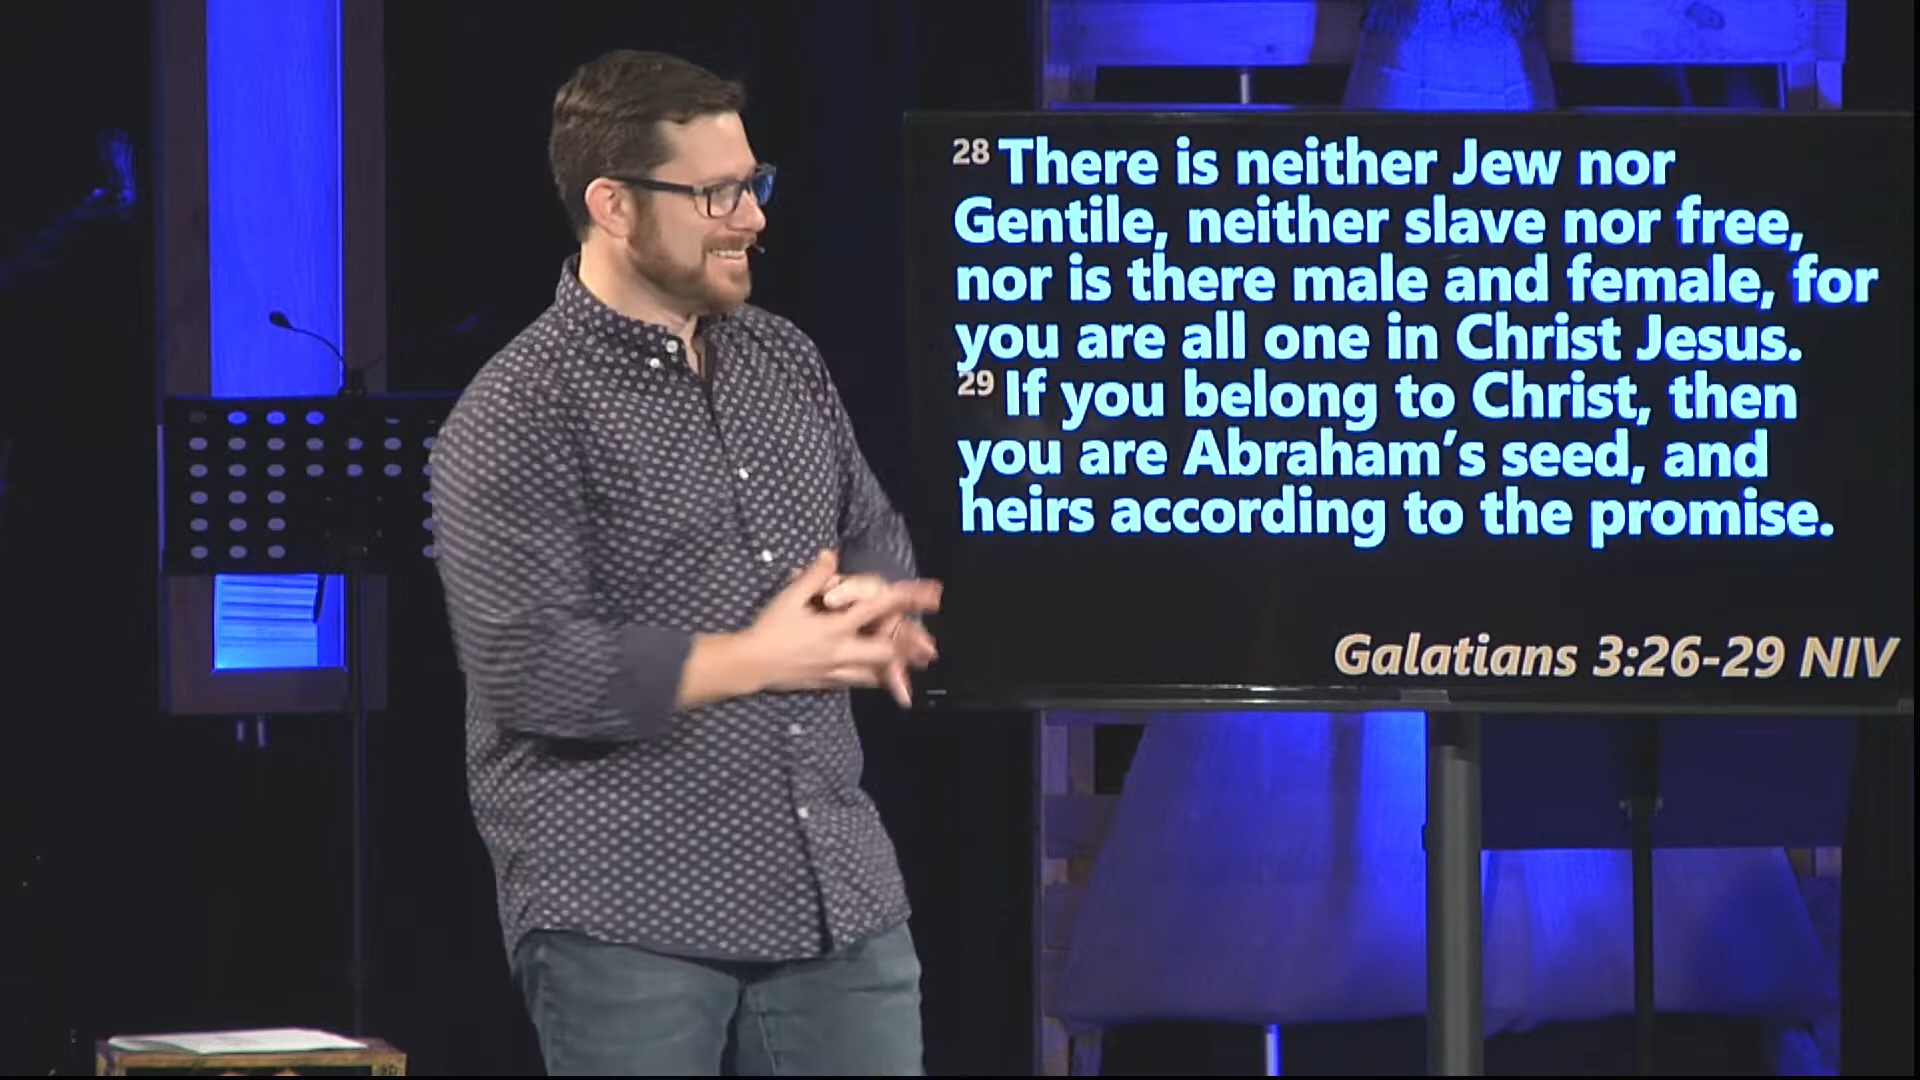 28 There is neither Jew nor
Gentile, neither slave nor free,
nor is there male and female, for
you are all one in Christ Jesus.
29 If you belong to Christ, then
you are Abraham’s seed, and
heirs according to the promise.
Galatians 3:26-29 NIV